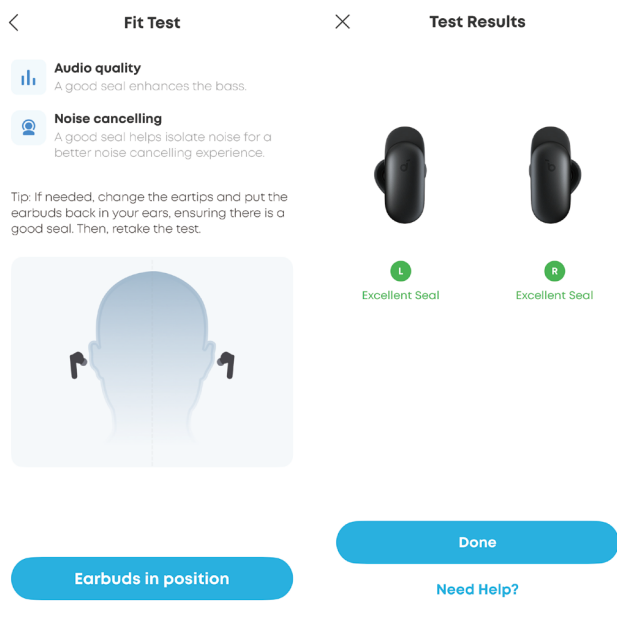 Fit Test
Audio quality
A good seal enhances the bass.
Noise cancelling
A good seal helps isolate noise for a
better noise cancelling experience.
Tip: If needed, change the eartips and put the
earbuds back in your ears, ensuring there is a
good seal. Then, retake the test.
Earbuds in position
Test Results
L
R
Excellent Seal
Excellent Seal
Done
Need Help?